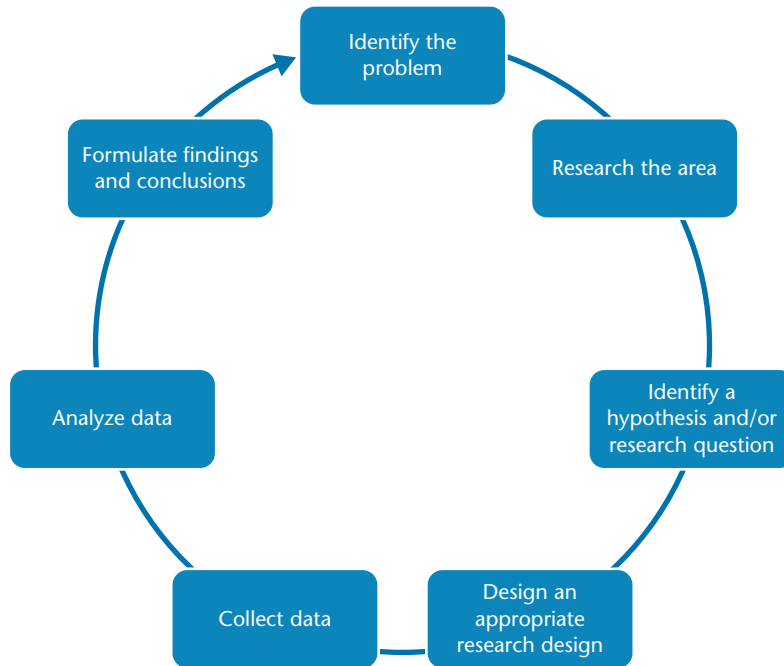 Identify the
problem
Research the area
Identify a
hypothesis and/or
research question
Design an
appropriate
research design
Collect data
Analyze data
Formulate findings
and conclusions